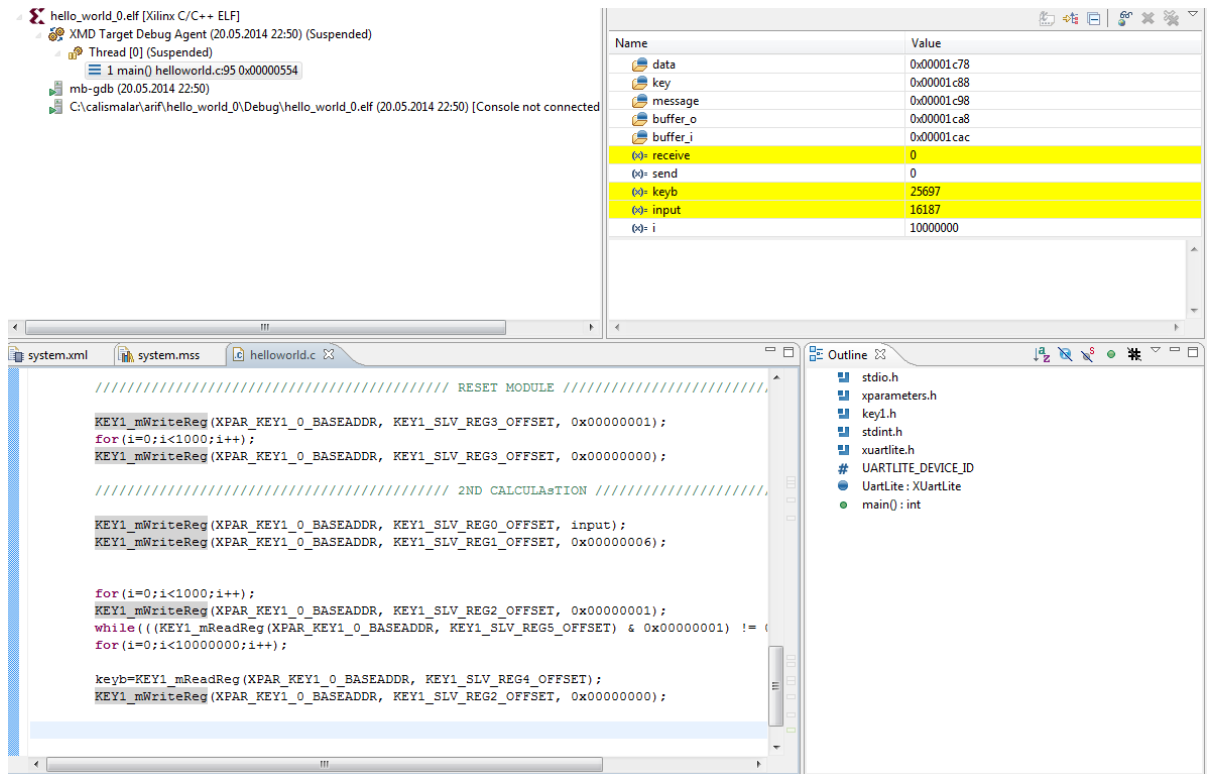 hello_world_0.elf [Xilinx C/C++ ELF]
XMD Target Debug Agent (20.05.2014 22:50) (Suspended)
Thread [0] (Suspended)
1 main() helloworld.c:95 0x00000554
mb-gdb (20.05.2014 22:50)
C:\calismalar\arif\hello_world_0\Debug\hello_world_0.elf (20.05.2014 22:50) [Console not connected
Name Value
data 0x00001c78
key 0x00001c88
message 0x00001c98
buffer_o 0x00001ca8
buffer_i 0x00001cac
(x)= receive 0
(x)= send 0
(x)= keyb 25697
(x)= input 16187
(x)= i 10000000
system.xml system.mss helloworld.c
//////////////////////////////////////////// RESET MODULE //////////////////////////
KEY1_mWriteReg(XPAR_KEY1_0_BASEADDR, KEY1_SLV_REG3_OFFSET, 0x00000001);
for(i=0;i<1000;i++);
KEY1_mWriteReg(XPAR_KEY1_0_BASEADDR, KEY1_SLV_REG3_OFFSET, 0x00000000);
//////////////////////////////////////////// 2ND CALCULAsTION //////////////////////
KEY1_mWriteReg(XPAR_KEY1_0_BASEADDR, KEY1_SLV_REG0_OFFSET, input);
KEY1_mWriteReg(XPAR_KEY1_0_BASEADDR, KEY1_SLV_REG1_OFFSET, 0x00000006);
for(i=0;i<1000;i++);
KEY1_mWriteReg(XPAR_KEY1_0_BASEADDR, KEY1_SLV_REG2_OFFSET, 0x00000001);
while(((KEY1_mReadReg(XPAR_KEY1_0_BASEADDR, KEY1_SLV_REG5_OFFSET) & 0x00000001) !=
for(i=0;i<10000000;i++);
keyb=KEY1_mReadReg(XPAR_KEY1_0_BASEADDR, KEY1_SLV_REG4_OFFSET);
KEY1_mWriteReg(XPAR_KEY1_0_BASEADDR, KEY1_SLV_REG2_OFFSET, 0x00000000);
Outline
stdio.h
xparameters.h
key1.h
stdint.h
xuartlite.h
# UARTLITE_DEVICE_ID
UartLite : XUartLite
main() : int